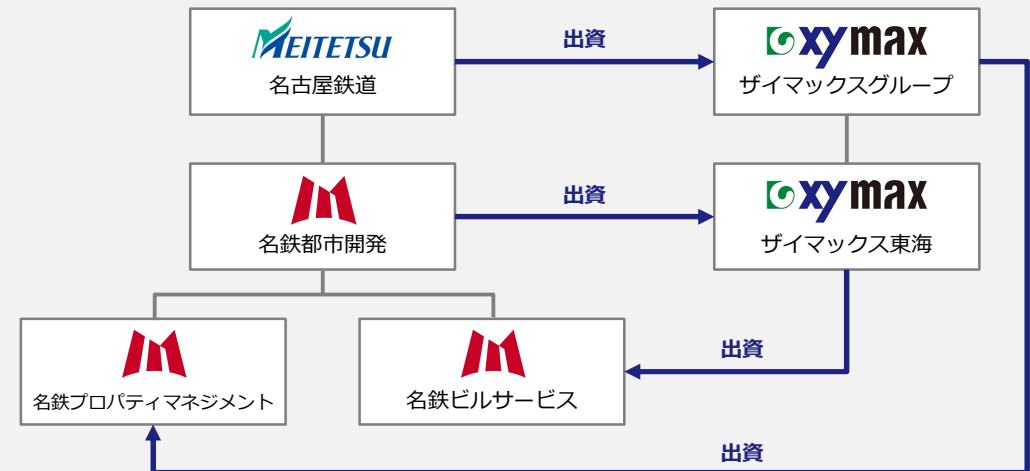 MEITETSU
名古屋鉄道
出資
xymax
ザイマックスグループ
名鉄都市開発
出資
xymax
ザイマックス東海
名鉄プロパティマネジメント
名鉄ビルサービス
出資
出資